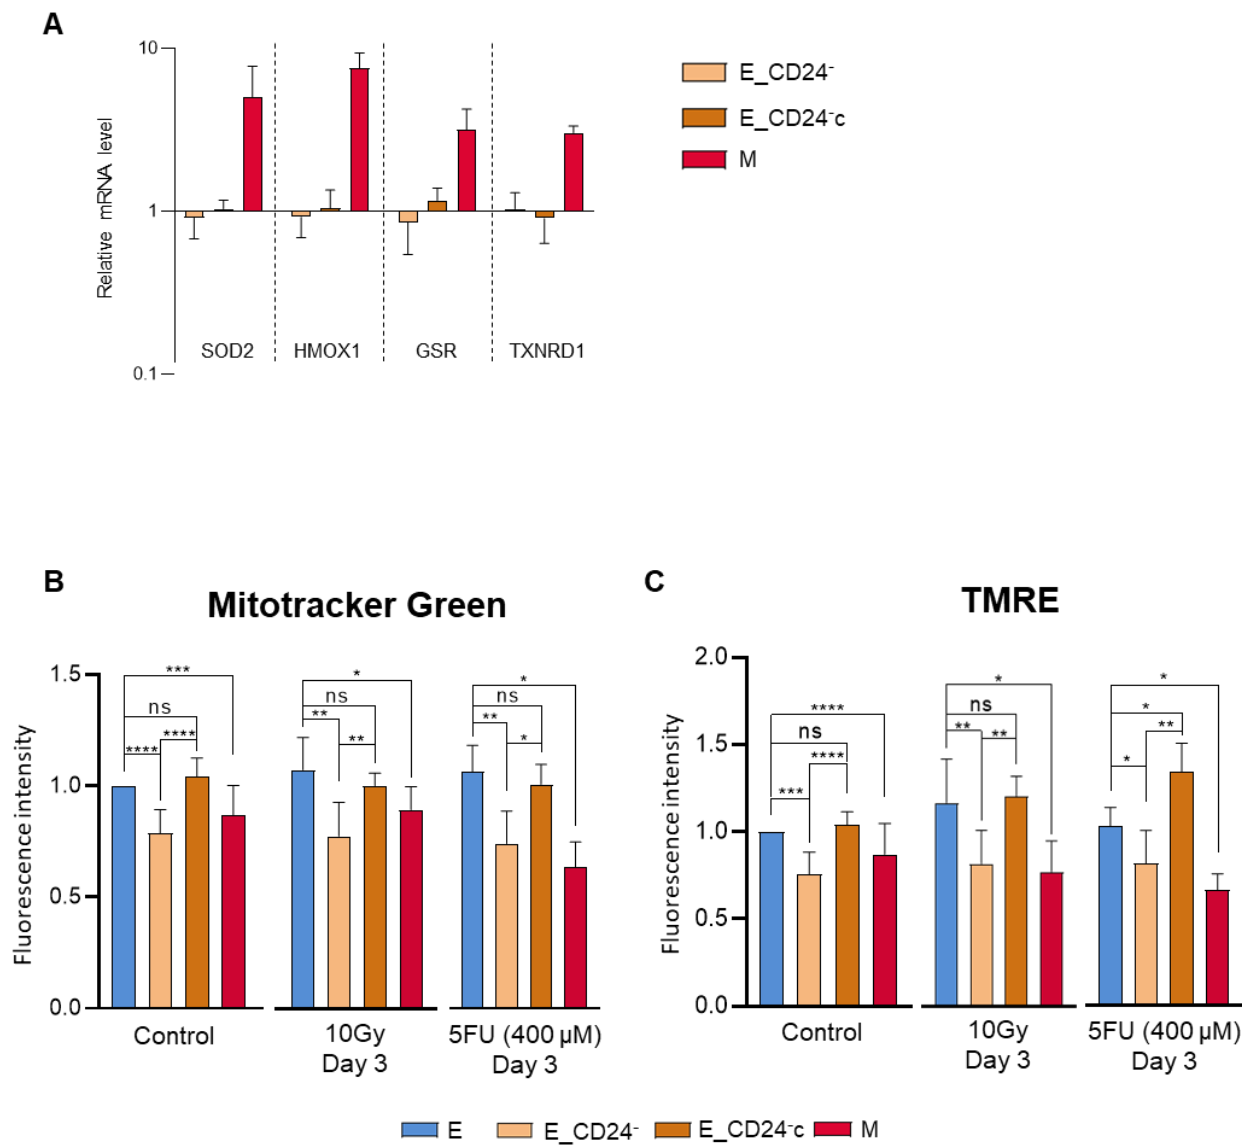 A
10
1
0.1
Relative mRNA level
SOD2
HMOX1
GSR
TXNRD1
E_CD24⁻
E_CD24⁻c
M
B
Mitotracker Green
1.5
1.0
0.5
0.0
Fluorescence intensity
***
ns
**** ****
*
ns
**
**
*
ns
**
*
Control
10Gy
Day 3
5FU (400 µM)
Day 3
C
TMRE
2.0
1.5
1.0
0.5
0.0
Fluorescence intensity
****
ns
****
***
*
ns
** **
*
*
**
*
Control
10Gy
Day 3
5FU (400 µM)
Day 3
E E_CD24⁻ E_CD24⁻c M